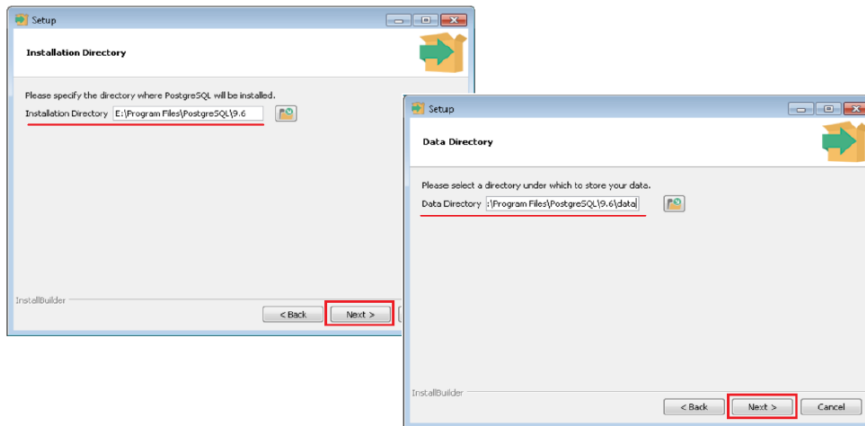 Setup
Installation Directory
Please specify the directory where PostgreSQL will be installed.
Installation Directory E:\Program Files\PostgreSQL\9.6
InstallBuilder
< Back Next >
Setup
Data Directory
Please select a directory under which to store your data.
Data Directory :\Program Files\PostgreSQL\9.6\data
InstallBuilder
< Back Next > Cancel